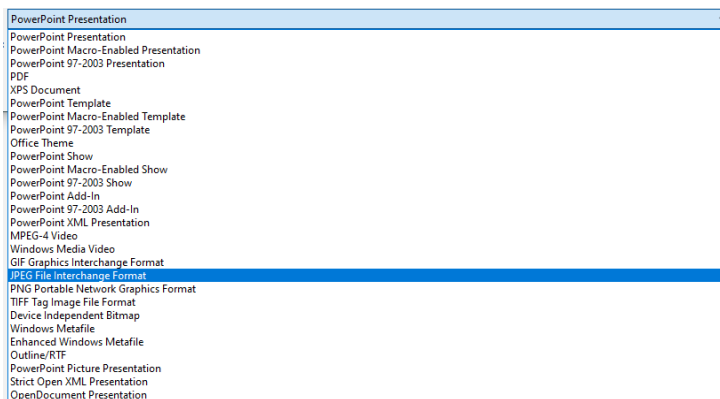 PowerPoint Presentation
PowerPoint Presentation
PowerPoint Macro-Enabled Presentation
PowerPoint 97-2003 Presentation
PDF
XPS Document
PowerPoint Template
PowerPoint Macro-Enabled Template
PowerPoint 97-2003 Template
Office Theme
PowerPoint Show
PowerPoint Macro-Enabled Show
PowerPoint 97-2003 Show
PowerPoint Add-In
PowerPoint 97-2003 Add-In
PowerPoint XML Presentation
MPEG-4 Video
Windows Media Video
GIF Graphics Interchange Format
JPEG File Interchange Format
PNG Portable Network Graphics Format
TIFF Tag Image File Format
Device Independent Bitmap
Windows Metafile
Enhanced Windows Metafile
Outline/RTF
PowerPoint Picture Presentation
Strict Open XML Presentation
OpenDocument Presentation